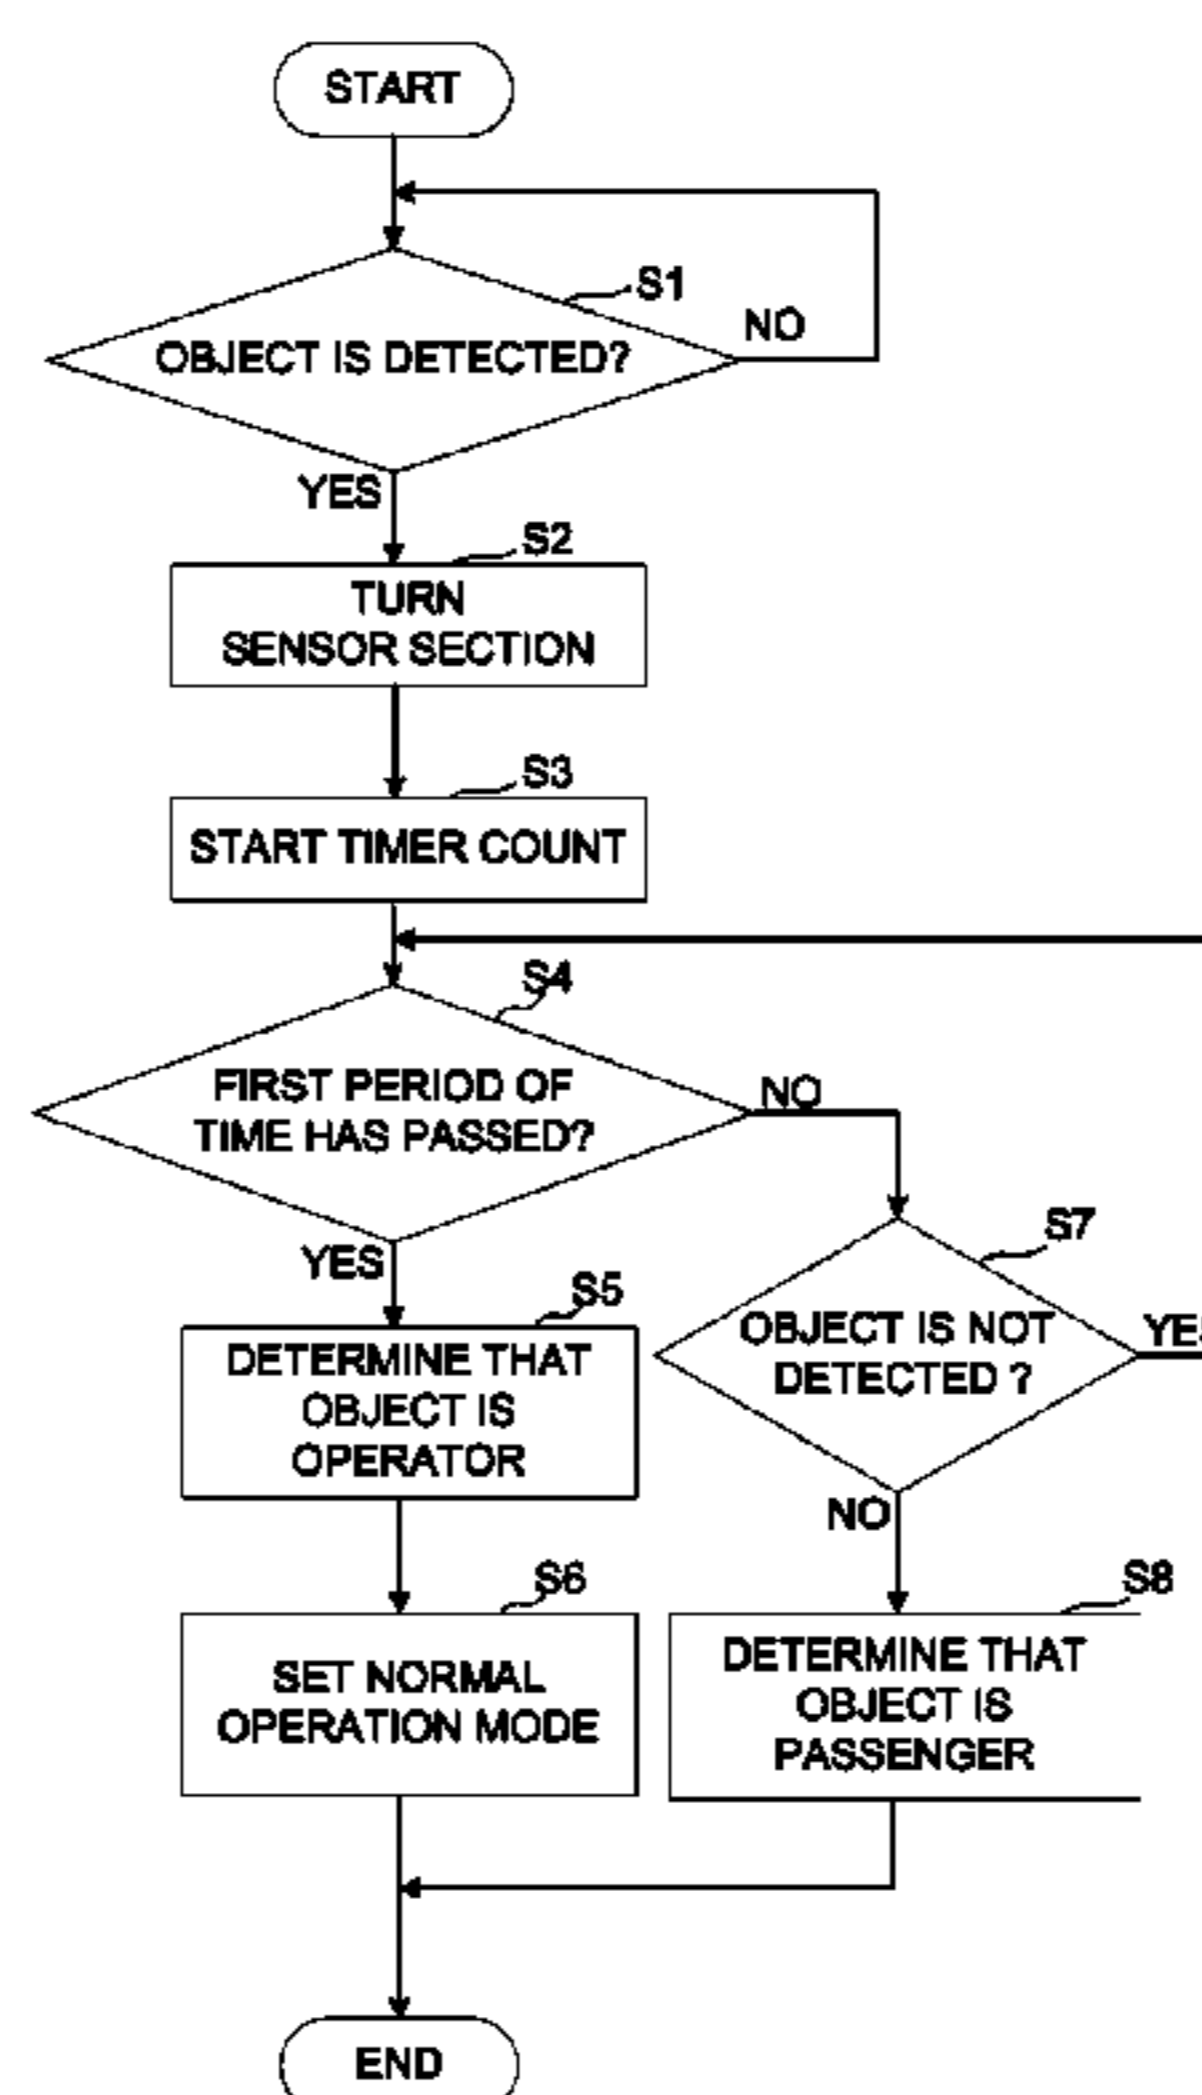 START
S1
NO
OBJECT IS DETECTED?
YES
S2
TURN
SENSOR SECTION
S3
START TIMER COUNT
S4
FIRST PERIOD OF
TIME HAS PASSED?
NO
YES
S7
S5
OBJECT IS NOT
DETECTED ?
YES
DETERMINE THAT
OBJECT IS
OPERATOR
NO
S6
S8
SET NORMAL
OPERATION MODE
DETERMINE THAT
OBJECT IS
PASSENGER
END